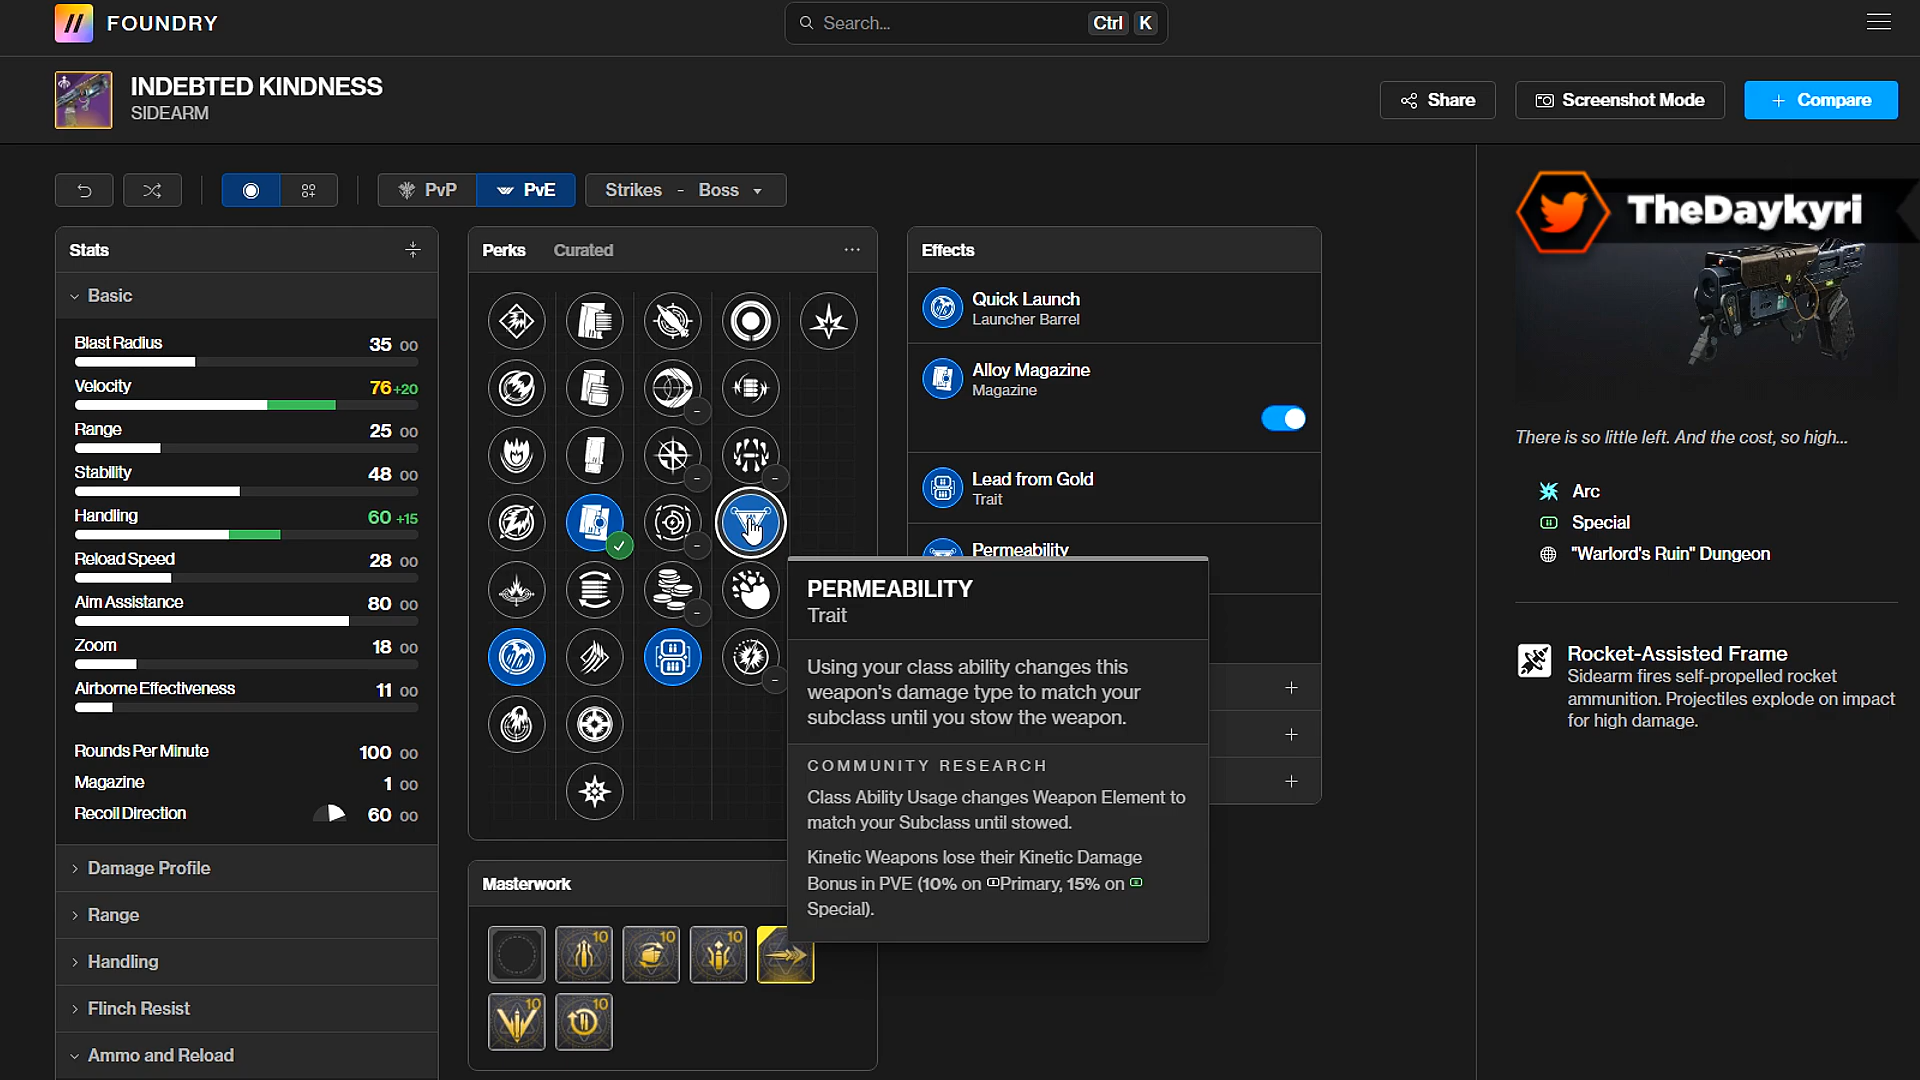 FOUNDRY
Search...
Ctrl K
INDEBTED KINDNESS
SIDEARM
Share
Screenshot Mode
+ Compare
PvP
PvE
Strikes - Boss
TheDaykyri
Stats
Basic
Blast Radius 35 00
Velocity 76 +20
Range 25 00
Stability 48 00
Handling 60 +15
Reload Speed 28 00
Aim Assistance 80 00
Zoom 18 00
Airborne Effectiveness 11 00
Rounds Per Minute 100 00
Magazine 1 00
Recoil Direction 60 00
Damage Profile
Range
Handling
Flinch Resist
Ammo and Reload
Perks Curated
Masterwork
10 10 10
10 10
Effects
Quick Launch
Launcher Barrel
Alloy Magazine
Magazine
Lead from Gold
Trait
Permeability
PERMEABILITY
Trait
Using your class ability changes this
weapon's damage type to match your
subclass until you stow the weapon.
COMMUNITY RESEARCH
Class Ability Usage changes Weapon Element to
match your Subclass until stowed.
Kinetic Weapons lose their Kinetic Damage
Bonus in PVE (10% on Primary, 15% on
Special).
There is so little left. And the cost, so high...
Arc
Special
"Warlord's Ruin" Dungeon
Rocket-Assisted Frame
Sidearm fires self-propelled rocket
ammunition. Projectiles explode on impact
for high damage.